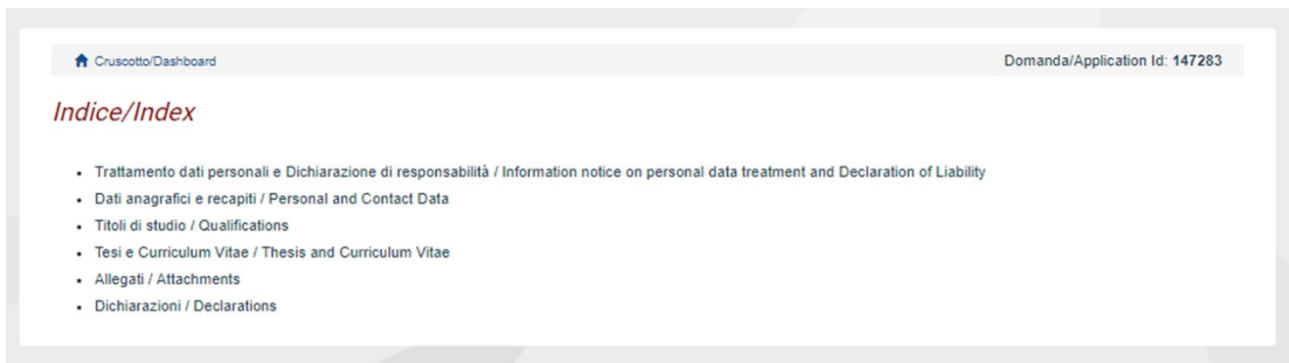 Cruscotto/Dashboard
Domanda/Application Id: 147283
Indice/Index
Trattamento dati personali e Dichiarazione di responsabilità / Information notice on personal data treatment and Declaration of Liability
Dati anagrafici e recapiti / Personal and Contact Data
Titoli di studio / Qualifications
Tesi e Curriculum Vitae / Thesis and Curriculum Vitae
Allegati / Attachments
Dichiarazioni / Declarations